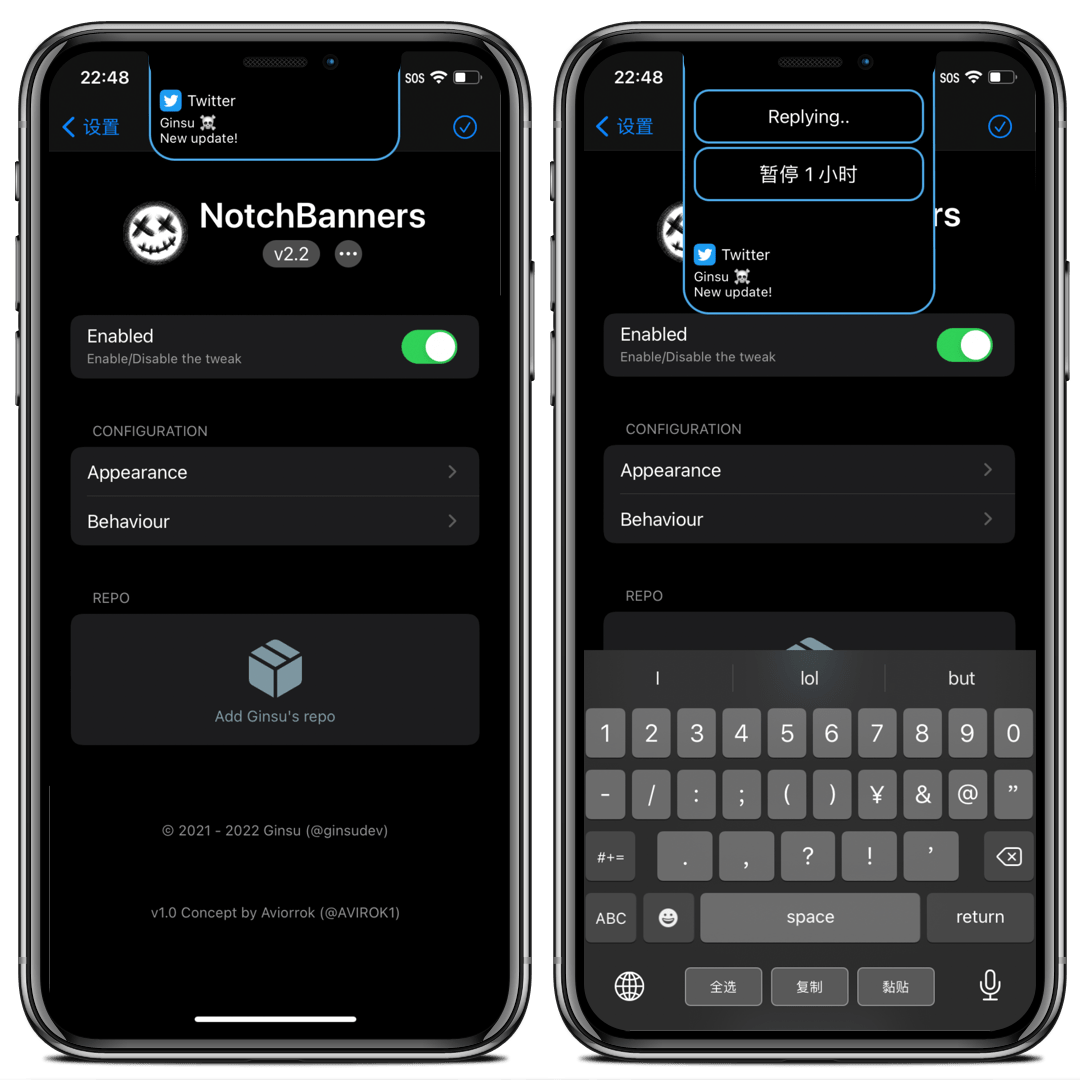 22:48
SOS
Twitter
设置
Ginsu ☠️
New update!
NotchBanners
v2.2
Enabled
Enable/Disable the tweak
CONFIGURATION
Appearance
Behaviour
REPO
Add Ginsu's repo
© 2021 - 2022 Ginsu (@ginsudev)
v1.0 Concept by Aviorrok (@AVIROK1)
22:48
SOS
设置
Replying..
暂停 1 小时
rs
Twitter
Ginsu ☠️
New update!
Enabled
Enable/Disable the tweak
CONFIGURATION
Appearance
Behaviour
REPO
I lol but
1 2 3 4 5 6 7 8 9 0
- / : ; ( ) ¥ & @ ”
#+= . , ? ! ’
ABC space return
全选 复制 黏贴